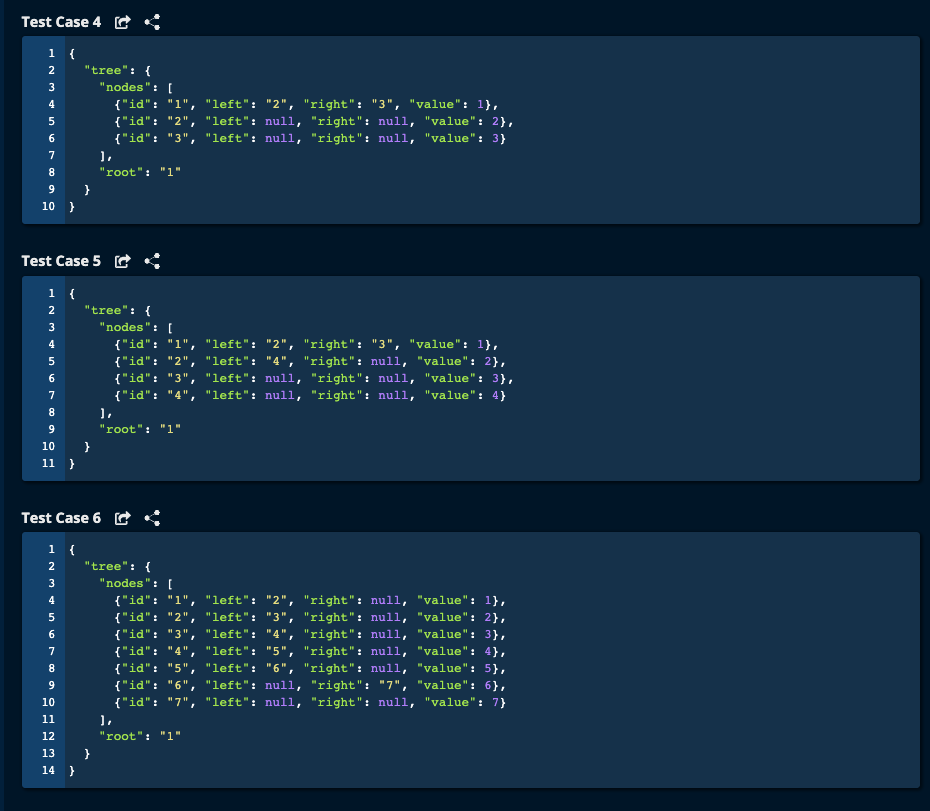 Test Case 4
1 {
2   "tree": {
3     "nodes": [
4       {"id": "1", "left": "2", "right": "3", "value": 1},
5       {"id": "2", "left": null, "right": null, "value": 2},
6       {"id": "3", "left": null, "right": null, "value": 3}
7     ],
8     "root": "1"
9   }
10 }
Test Case 5
1 {
2   "tree": {
3     "nodes": [
4       {"id": "1", "left": "2", "right": "3", "value": 1},
5       {"id": "2", "left": "4", "right": null, "value": 2},
6       {"id": "3", "left": null, "right": null, "value": 3},
7       {"id": "4", "left": null, "right": null, "value": 4}
8     ],
9     "root": "1"
10   }
11 }
Test Case 6
1 {
2   "tree": {
3     "nodes": [
4       {"id": "1", "left": "2", "right": null, "value": 1},
5       {"id": "2", "left": "3", "right": null, "value": 2},
6       {"id": "3", "left": "4", "right": null, "value": 3},
7       {"id": "4", "left": "5", "right": null, "value": 4},
8       {"id": "5", "left": "6", "right": null, "value": 5},
9       {"id": "6", "left": null, "right": "7", "value": 6},
10       {"id": "7", "left": null, "right": null, "value": 7}
11     ],
12     "root": "1"
13   }
14 }